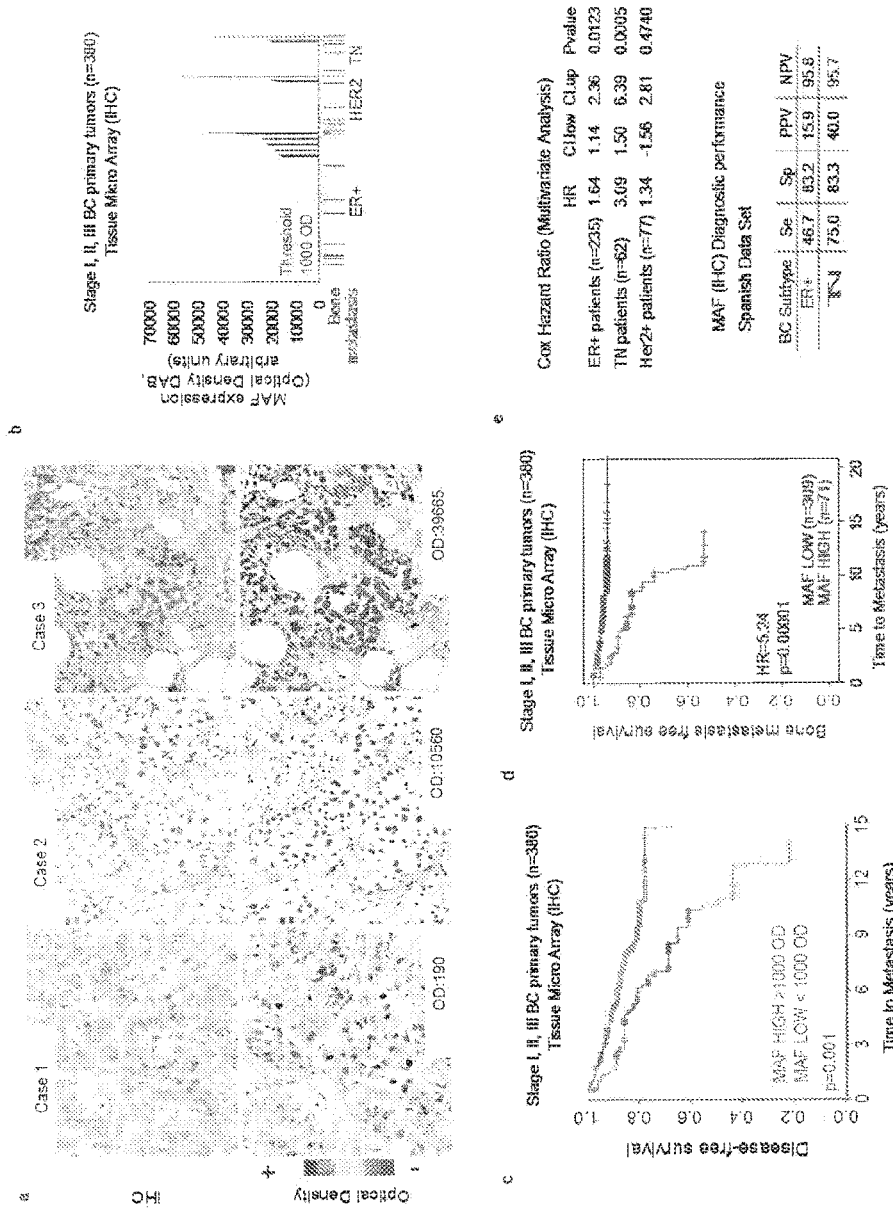 a
Case 1
Case 2
Case 3
IHC
+
-
Optical Density
OD:190
OD:10560
OD:39665
b
Stage I, II, III BC primary tumors (n=380)
Tissue Micro Array (IHC)
MAF expression
(Optical Density DAB,
arbitrary units)
70000
60000
50000
40000
30000
20000
10000
0
Threshold
1000 OD
Bone
metastasis
ER+
HER2
TN
c
Stage I, II, III BC primary tumors (n=380)
Tissue Micro Array (IHC)
Disease-free survival
1.0
0.8
0.6
0.4
0.2
0.0
MAF HIGH ≥1000 OD
MAF LOW < 1000 OD
p=0.001
0 3 6 9 12 15
Time to Metastasis (years)
d
Stage I, II, III BC primary tumors (n=380)
Tissue Micro Array (IHC)
Bone metastasis free survival
1.0
0.8
0.6
0.4
0.2
0.0
HR=5.24
p=0.00001
MAF LOW (n=309)
MAF HIGH (n=71)
0 5 10 15 20
Time to Metastasis (years)
e
Cox Hazard Ratio (Multivariate Analysis)
HR CI low CI up Pvalue
ER+ patients (n=235) 1.64 1.14 2.36 0.0123
TN patients (n=62) 3.09 1.50 6.39 0.0005
Her2+ patients (n=77) 1.34 -1.56 2.81 0.4740
MAF (IHC) Diagnostic performance
Spanish Data Set
BC Subtype Se Sp PPV NPV
ER+ 46.7 83.2 15.9 95.8
TN 75.0 83.3 40.0 95.7